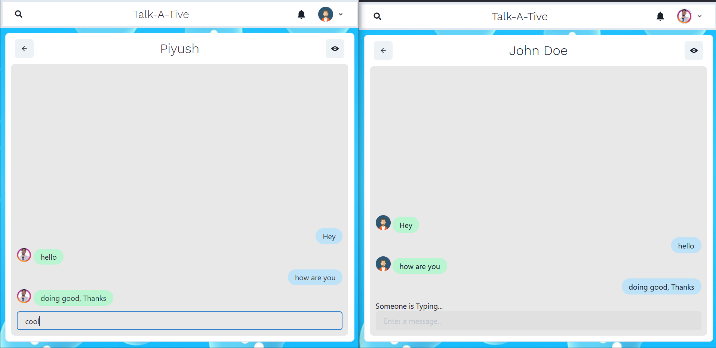 Talk-A-Tive
Piyush
Hey
hello
how are you
doing good, Thanks
cool
Talk-A-Tive
John Doe
Hey
hello
how are you
doing good, Thanks
Someone is Typing...
Enter a message..